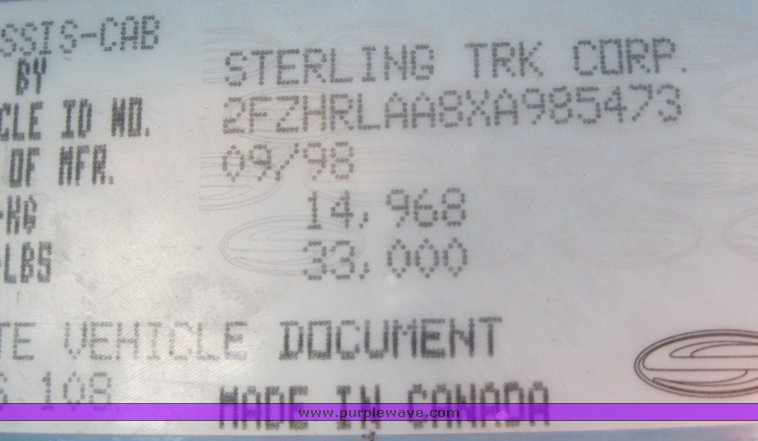 SSIS-CAB
BY STERLING TRK CORP.
CLE ID NO. 2FZHRLAA8XA985473
OF MFR. 09/98
KG 14,968
LBS 33,000
TE VEHICLE DOCUMENT
.108 MADE IN CANADA
www.purplewave.com